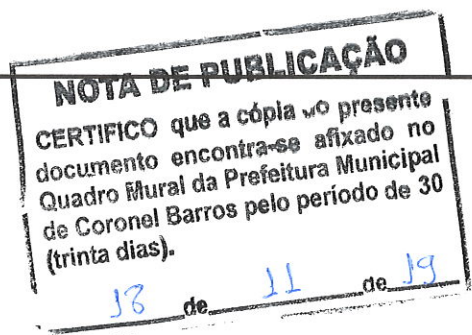 NOTA DE PUBLICAÇÃO
CERTIFICO que a cópia do presente
documento encontra-se afixado no
Quadro Mural da Prefeitura Municipal
de Coronel Barros pelo período de 30
(trinta dias).
18 de 11 de 19